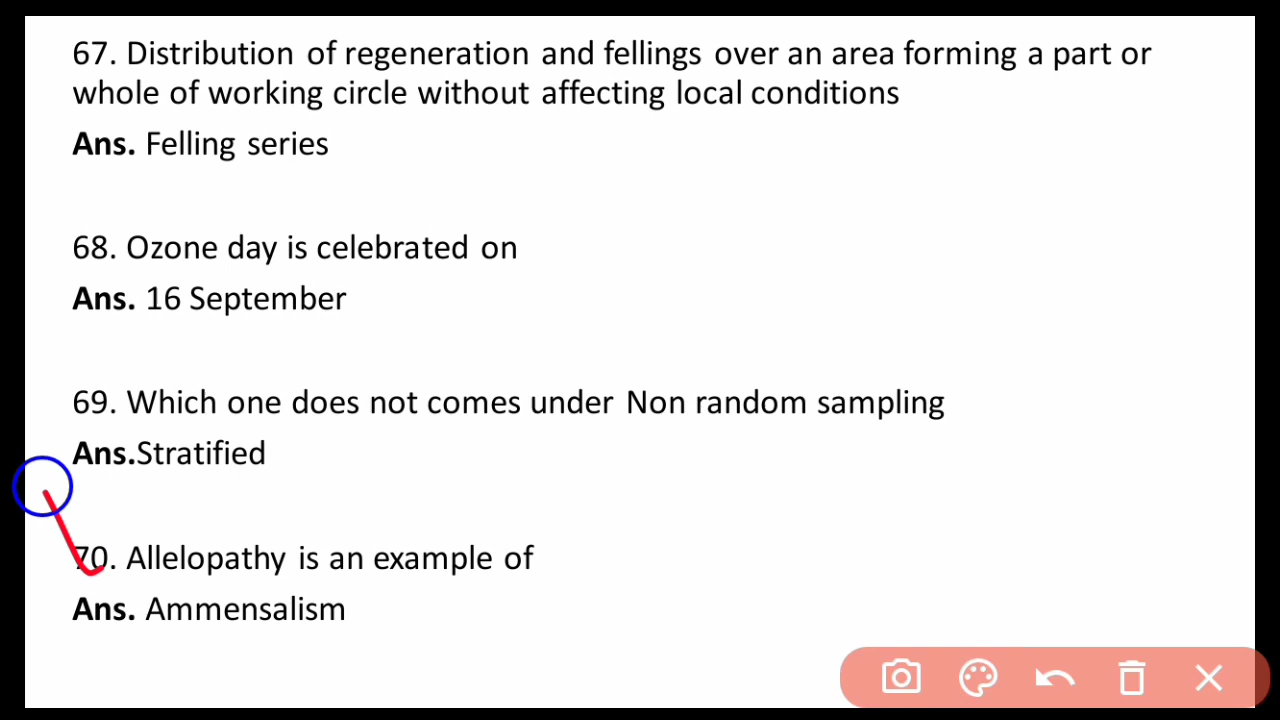 67. Distribution of regeneration and fellings over an area forming a part or
whole of working circle without affecting local conditions
Ans. Felling series
68. Ozone day is celebrated on
Ans. 16 September
69. Which one does not comes under Non random sampling
Ans.Stratified
70. Allelopathy is an example of
Ans. Ammensalism